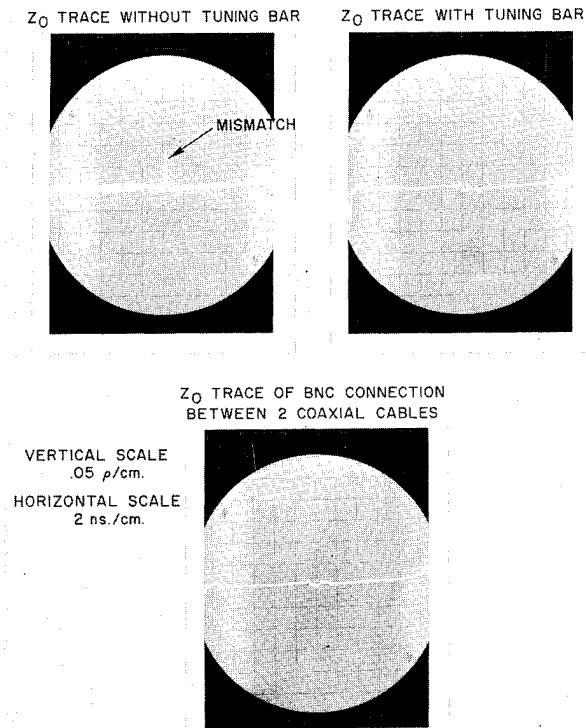 Z0 TRACE WITHOUT TUNING BAR
Z0 TRACE WITH TUNING BAR
MISMATCH
Z0 TRACE OF BNC CONNECTION
BETWEEN 2 COAXIAL CABLES
VERTICAL SCALE
.05 ρ/cm.
HORIZONTAL SCALE
2 ns./cm.